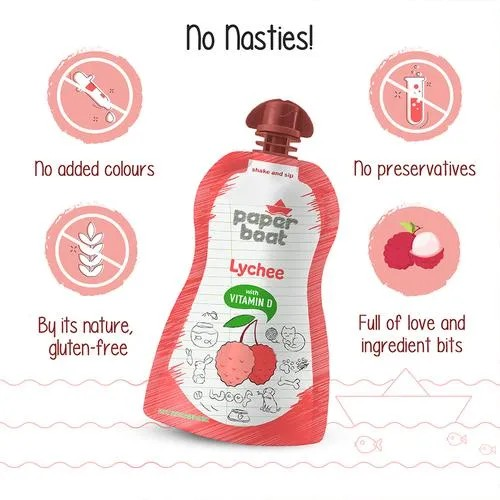 No Nasties!
No added colours
No preservatives
shake and sip
paper
boat
Lychee
with
VITAMIN D
By its nature,
gluten-free
Full of love and
ingredient bits
WOOF